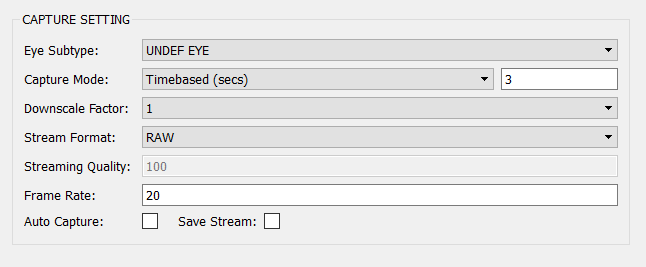 CAPTURE SETTING
Eye Subtype: UNDEF EYE
Capture Mode: Timebased (secs) 3
Downscale Factor: 1
Stream Format: RAW
Streaming Quality: 100
Frame Rate: 20
Auto Capture: Save Stream: